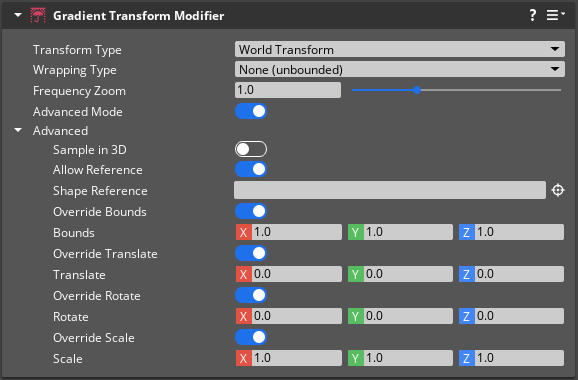 Gradient Transform Modifier ?
Transform Type World Transform
Wrapping Type None (unbounded)
Frequency Zoom 1.0
Advanced Mode
Advanced
Sample in 3D
Allow Reference
Shape Reference
Override Bounds
Bounds X 1.0 Y 1.0 Z 1.0
Override Translate
Translate X 0.0 Y 0.0 Z 0.0
Override Rotate
Rotate X 0.0 Y 0.0 Z 0.0
Override Scale
Scale X 1.0 Y 1.0 Z 1.0